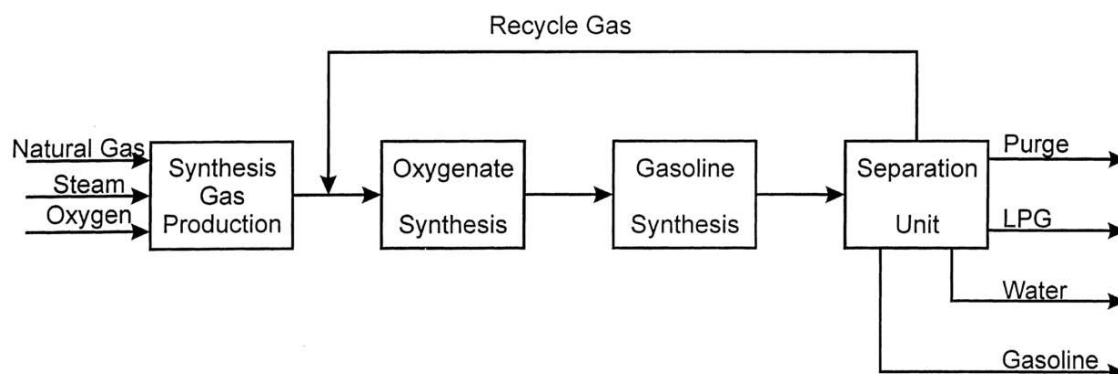 Recycle Gas
Natural Gas
Steam
Oxygen
Synthesis
Gas
Production
Oxygenate
Synthesis
Gasoline
Synthesis
Separation
Unit
Purge
LPG
Water
Gasoline